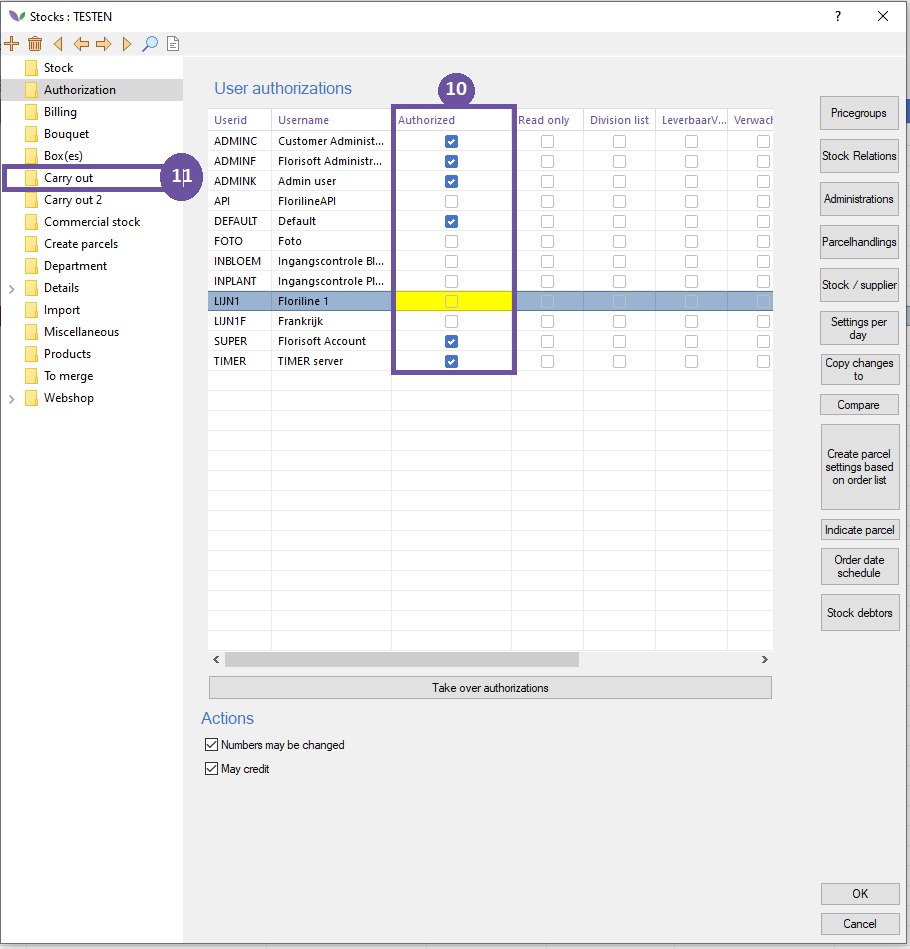 Stocks : TESTEN
?
Stock
Authorization
Billing
Bouquet
Box(es)
Carry out
11
Carry out 2
Commercial stock
Create parcels
Department
Details
Import
Miscellaneous
Products
To merge
Webshop
User authorizations
10
Userid Username Authorized Read only Division list LeverbaarV... Verwach
ADMINC Customer Administ...
ADMINF Florisoft Administr...
ADMINK Admin user
API FlorilineAPI
DEFAULT Default
FOTO Foto
INBLOEM Ingangscontrole Bl...
INPLANT Ingangscontrole Pl...
LIJN1 Floriline 1
LIJN1F Frankrijk
SUPER Florisoft Account
TIMER TIMER server
Take over authorizations
Actions
Numbers may be changed
May credit
Pricegroups
Stock Relations
Administrations
Parcelhandlings
Stock / supplier
Settings per
day
Copy changes
to
Compare
Create parcel
settings based
on order list
Indicate parcel
Order date
schedule
Stock debtors
OK
Cancel